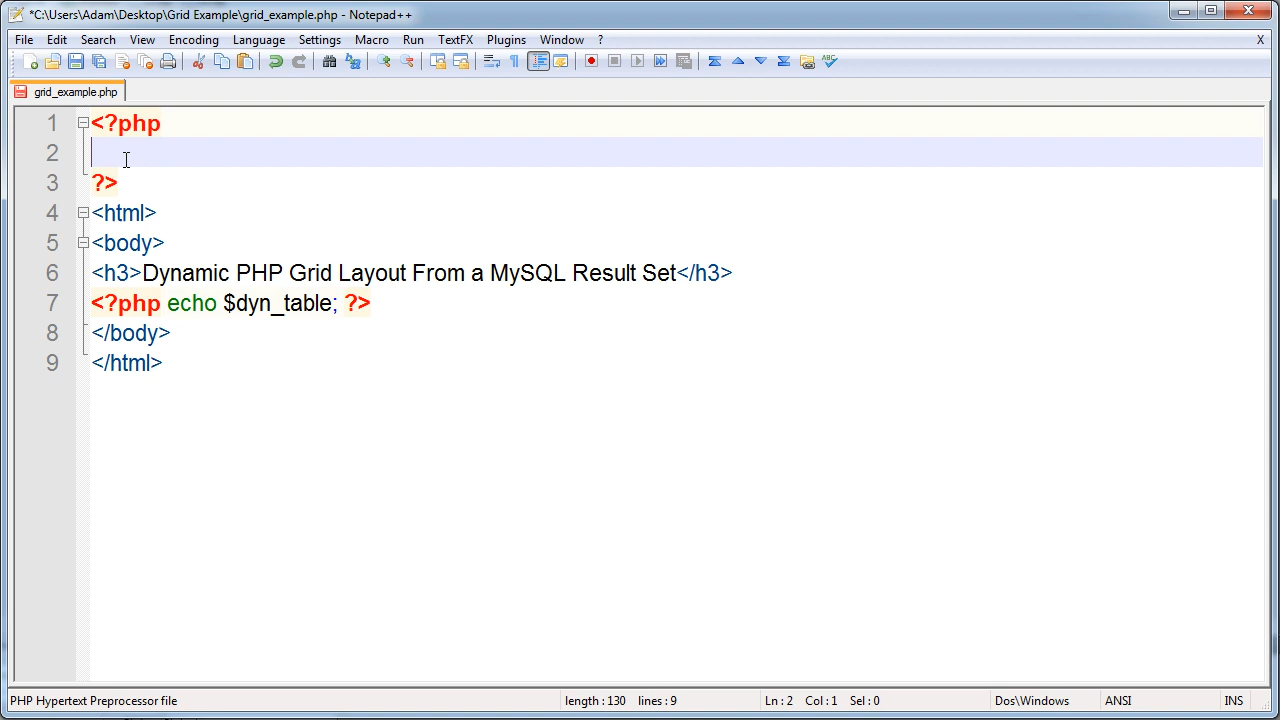 *C:\Users\Adam\Desktop\Grid Example\grid_example.php - Notepad++
File Edit Search View Encoding Language Settings Macro Run TextFX Plugins Window ? X
grid_example.php
1 <?php
2
3 ?>
4 <html>
5 <body>
6 <h3>Dynamic PHP Grid Layout From a MySQL Result Set</h3>
7 <?php echo $dyn_table; ?>
8 </body>
9 </html>
PHP Hypertext Preprocessor file length : 130 lines : 9 Ln : 2 Col : 1 Sel : 0 Dos\Windows ANSI INS